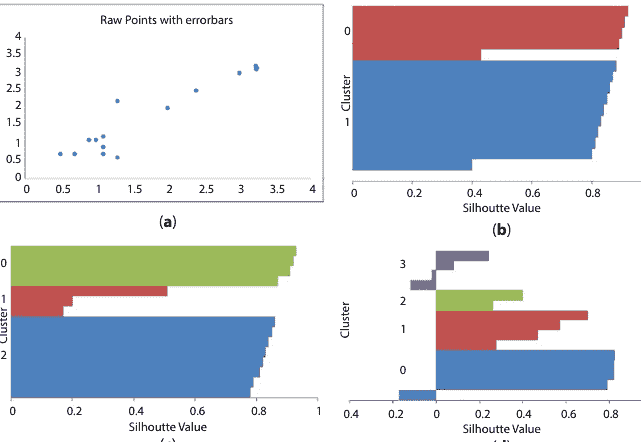 Raw Points with errorbars
4
3.5
3
2.5
2
1.5
1
0.5
0
0 0.5 1 1.5 2 2.5 3 3.5 4
(a)
(b)
0
1
Cluster
0 0.4 0.6 0.8
Silhoutte Value
(b)
0
1
2
Cluster
0 0.2 0.4 0.6 0.8 1
Silhoutte Value
3
2
1
0
Cluster
0.4 0.2 0 0.2 0.4 0.6 0.8
Silhoutte Value